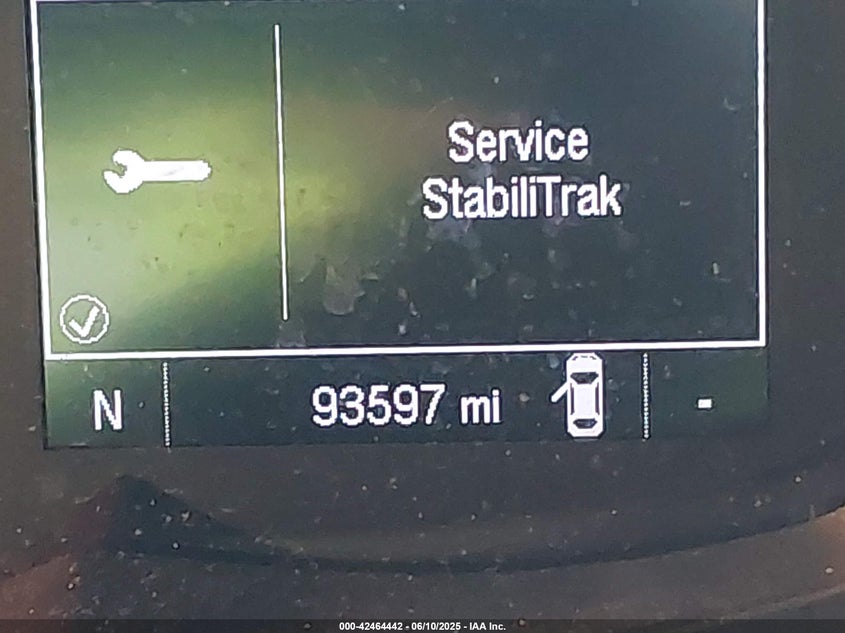 Service
StabiliTrak
N 93597 mi -
000-42464442 - 06/10/2025 - IAA Inc.